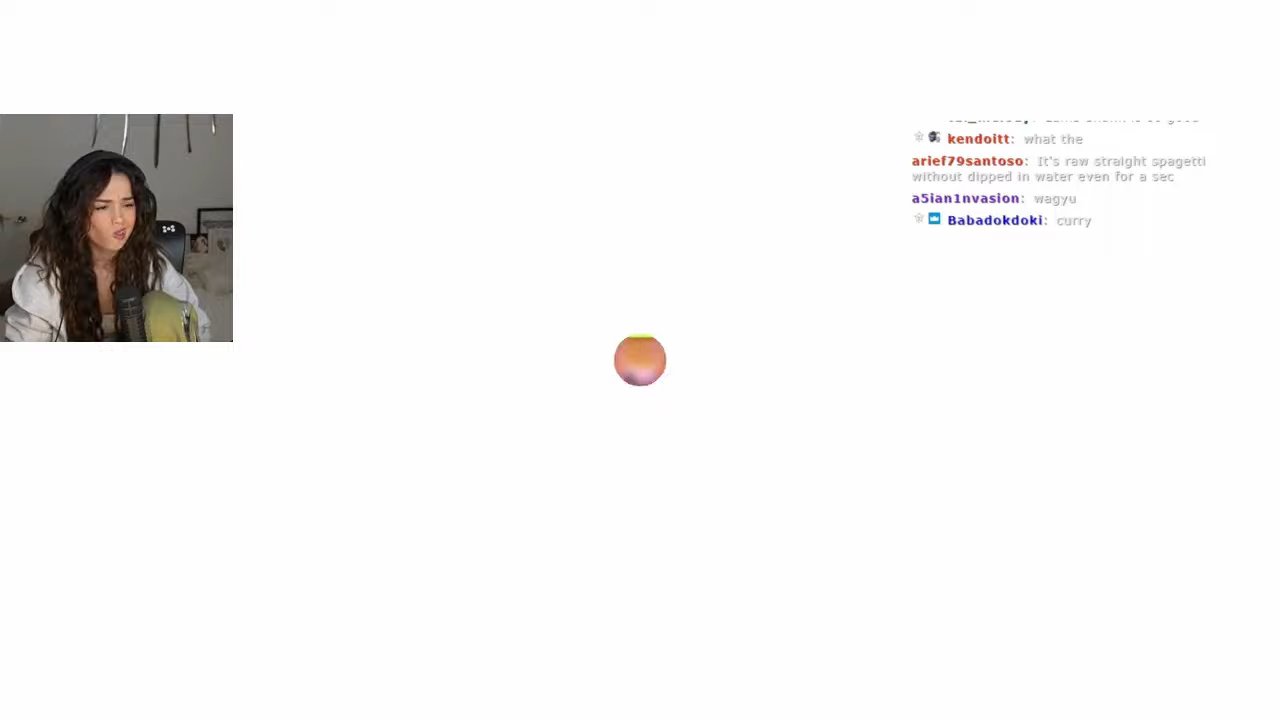 kendoitt: what the
arief79santoso: It's raw straight spagetti
without dipped in water even for a sec
a5ian1nvasion: wagyu
Babadokdoki: curry